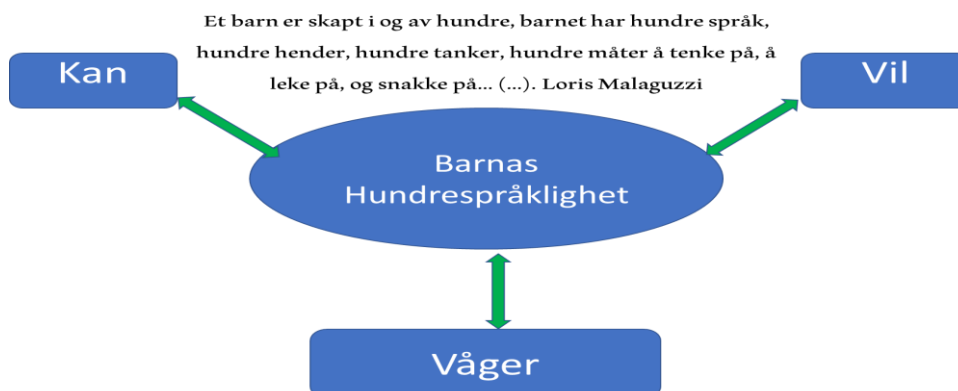 Et barn er skapt i og av hundre, barnet har hundre språk,
hundre hender, hundre tanker, hundre måter å tenke på, å
leke på, og snakke på... (...). Loris Malaguzzi
Kan
Vil
Barnas
Hundrespråklighet
Våger